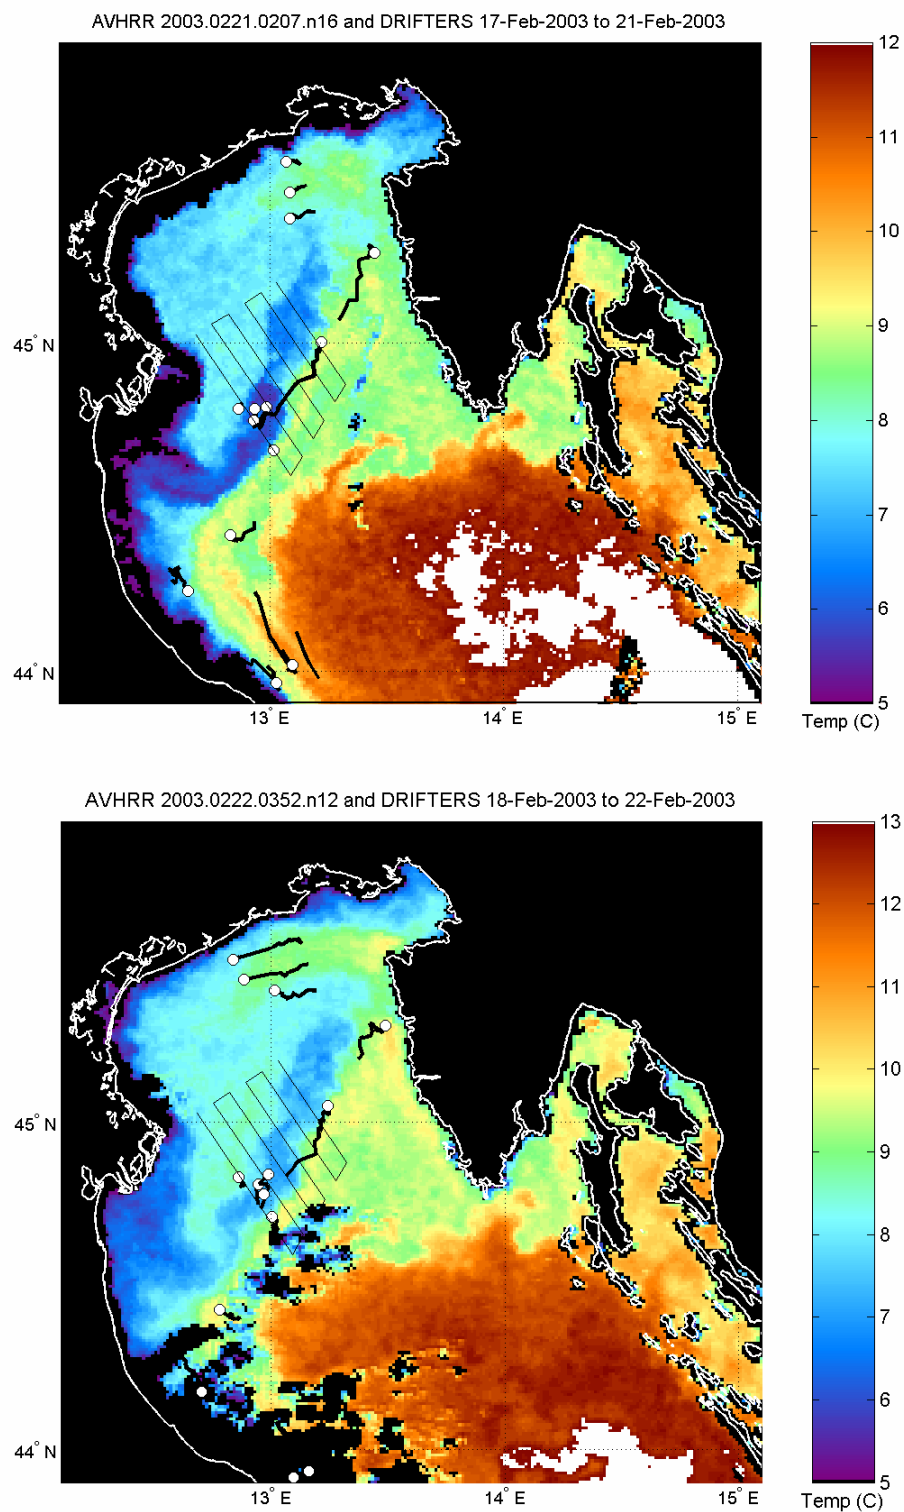 AVHRR 2003.0221.0207.n16 and DRIFTERS 17-Feb-2003 to 21-Feb-2003
12
11
10
9
8
7
6
5
Temp (C)
45° N
44° N
13° E
14° E
15° E
AVHRR 2003.0222.0352.n12 and DRIFTERS 18-Feb-2003 to 22-Feb-2003
13
12
11
10
9
8
7
6
5
Temp (C)
45° N
44° N
13° E
14° E
15° E